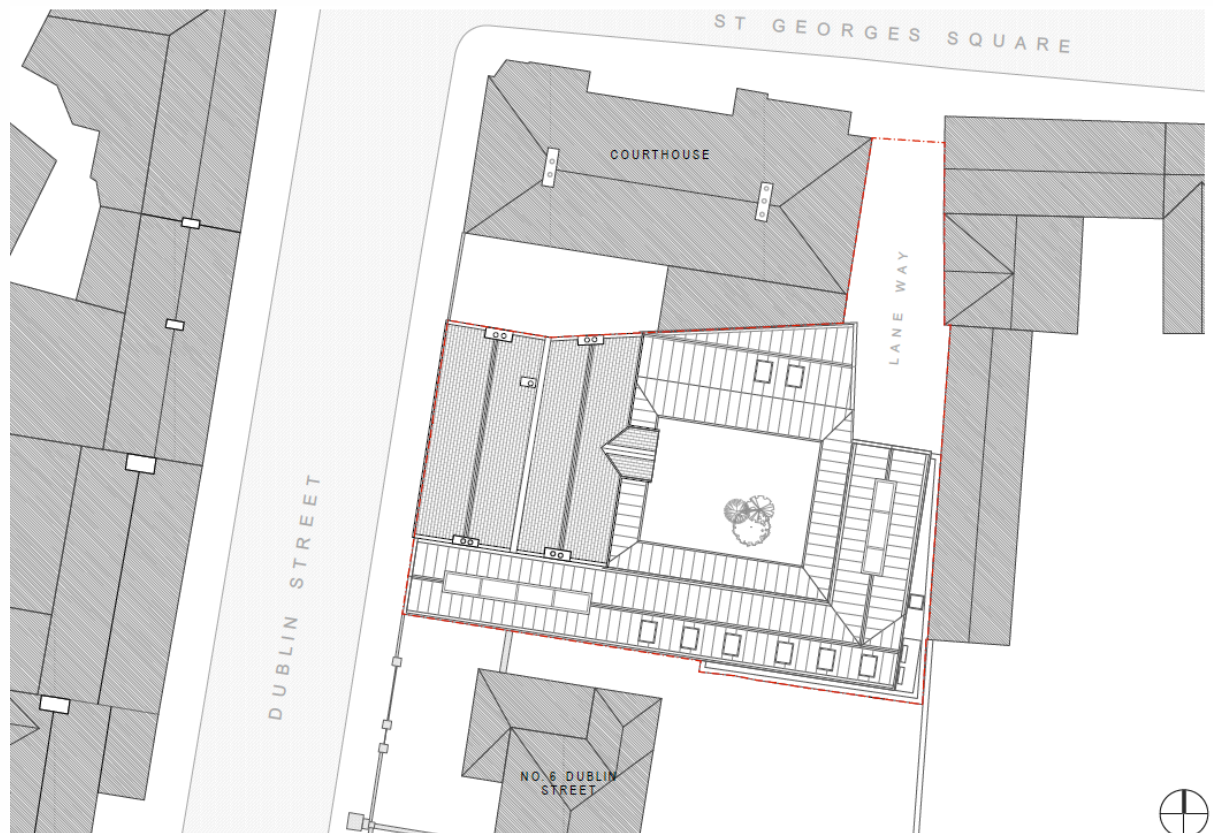 ST GEORGES SQUARE
COURTHOUSE
LANE WAY
DUBLIN STREET
NO. 6 DUBLIN
STREET